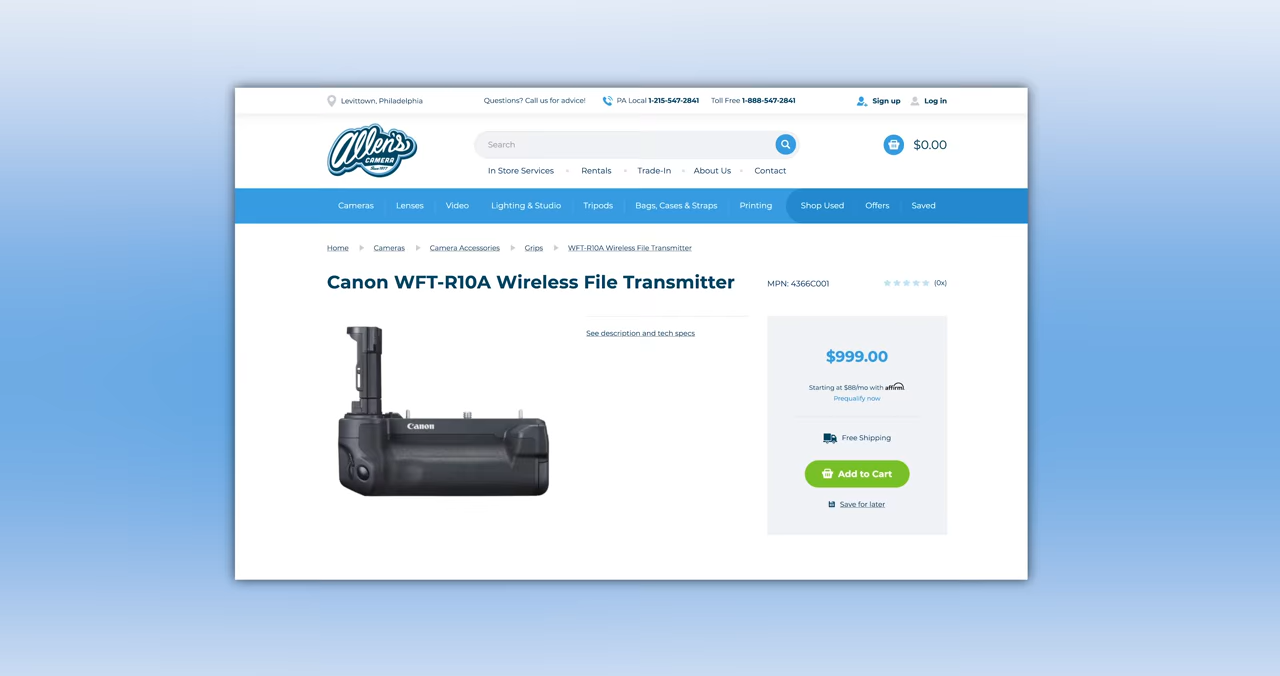 Levittown, Philadelphia
Questions? Call us for advice!
PA Local 1-215-547-2841
Toll Free 1-888-547-2841
Sign up
Log in
Allen's
CAMERA
Since 1977
Search
$0.00
In Store Services
Rentals
Trade-In
About Us
Contact
Cameras
Lenses
Video
Lighting & Studio
Tripods
Bags, Cases & Straps
Printing
Shop Used
Offers
Saved
Home
Cameras
Camera Accessories
Grips
WFT-R10A Wireless File Transmitter
Canon WFT-R10A Wireless File Transmitter
MPN: 4366C001
(0x)
See description and tech specs
Canon
$999.00
Starting at $88/mo with affirm.
Prequalify now
Free Shipping
Add to Cart
Save for later